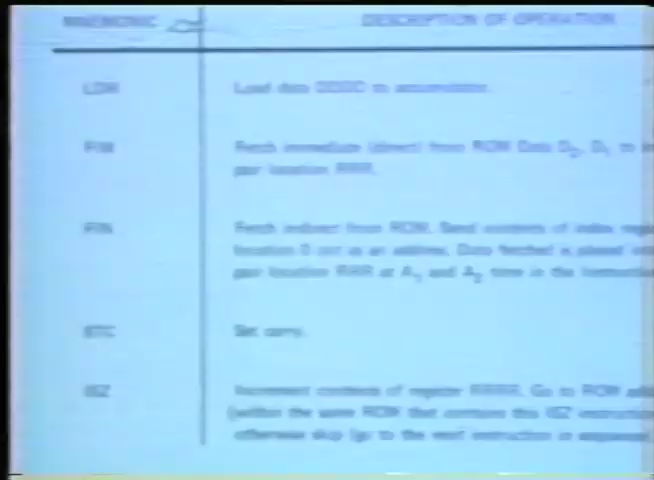 MNEMONIC DESCRIPTION OF OPERATION
LDM Load data DDDD to accumulator.
FIM Fetch immediate (direct) from ROM Data D2, D1 to
pair location RRR.
FIN Fetch indirect from ROM. Send contents of index
location 0 out as an address. Data fetched is placed
pair location RRR at A1 and A2 time in the
STC Set carry.
ISZ Increment contents of register RRRR. Go to ROM
(within the same ROM that contains this ISZ
otherwise skip (go to the next instruction in